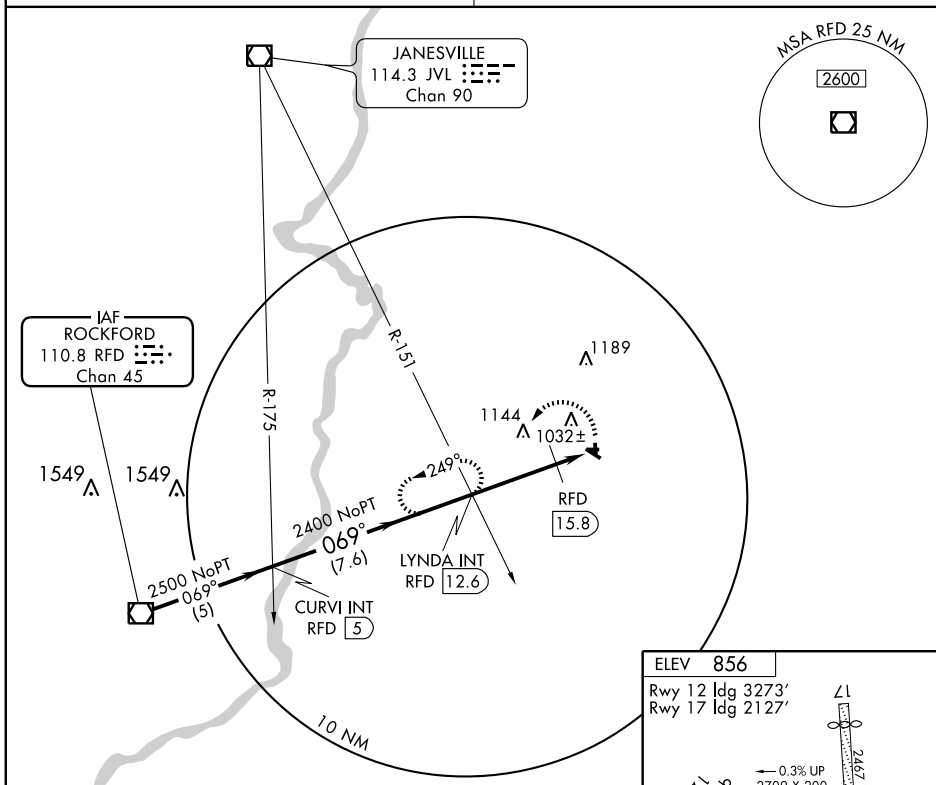 JANESVILLE
114.3 JVL
Chan 90
MSA RFD 25 NM
2600
IAF
ROCKFORD
110.8 RFD
Chan 45
R-151
R-175
1189
1144
1032±
1549
1549
249°
RFD
15.8
2400 NoPT
069°
(7.6)
LYNDA INT
RFD 12.6
2500 NoPT
069°
(5)
CURVI INT
RFD 5
10 NM
ELEV 856
Rwy 12 ldg 3273'
Rwy 17 ldg 2127'
17
2467
0.3% UP